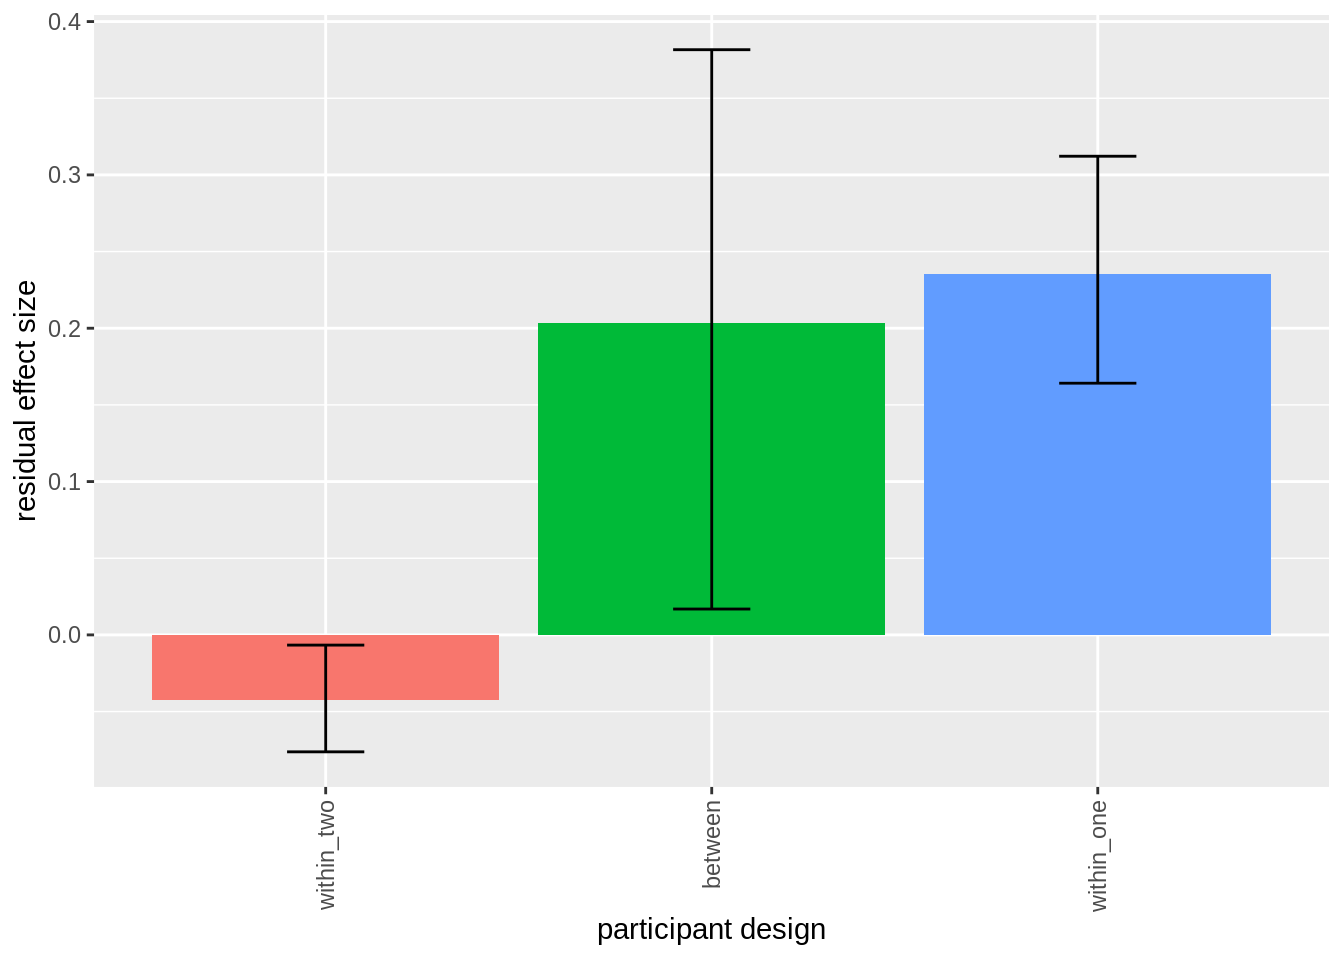 0.4
0.3
0.2
0.1
0.0
residual effect size
within_two
between
within_one
participant design